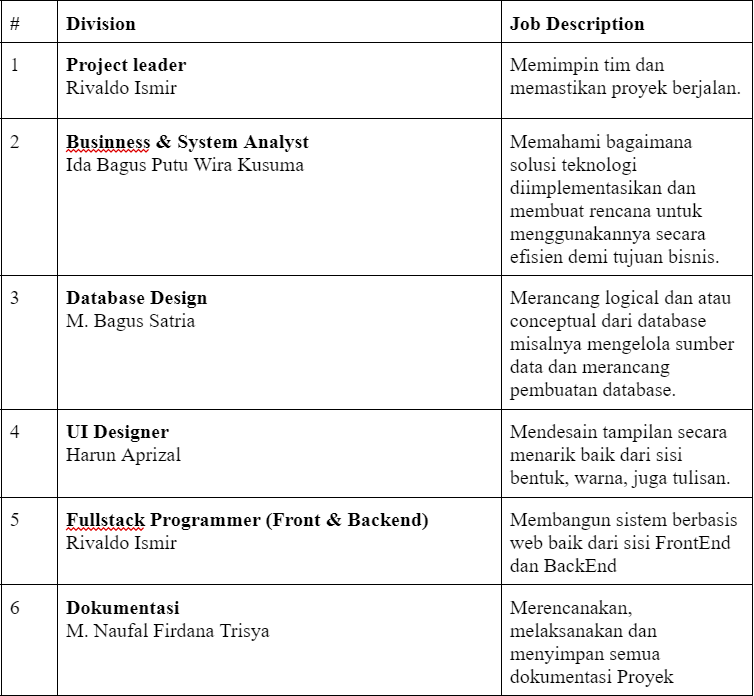 # Division Job Description
1 Project leader Memimpin tim dan
Rivaldo Ismir memastikan proyek berjalan.
2 Businness & System Analyst Memahami bagaimana
Ida Bagus Putu Wira Kusuma solusi teknologi
diimplementasikan dan
membuat rencana untuk
menggunakannya secara
efisien demi tujuan bisnis.
3 Database Design Merancang logical dan atau
M. Bagus Satria conceptual dari database
misalnya mengelola sumber
data dan merancang
pembuatan database.
4 UI Designer Mendesain tampilan secara
Harun Aprizal menarik baik dari sisi
bentuk, warna, juga tulisan.
5 Fullstack Programmer (Front & Backend) Membangun sistem berbasis
Rivaldo Ismir web baik dari sisi FrontEnd
dan BackEnd
6 Dokumentasi Merencanakan,
M. Naufal Firdana Trisya melaksanakan dan
menyimpan semua
dokumentasi Proyek